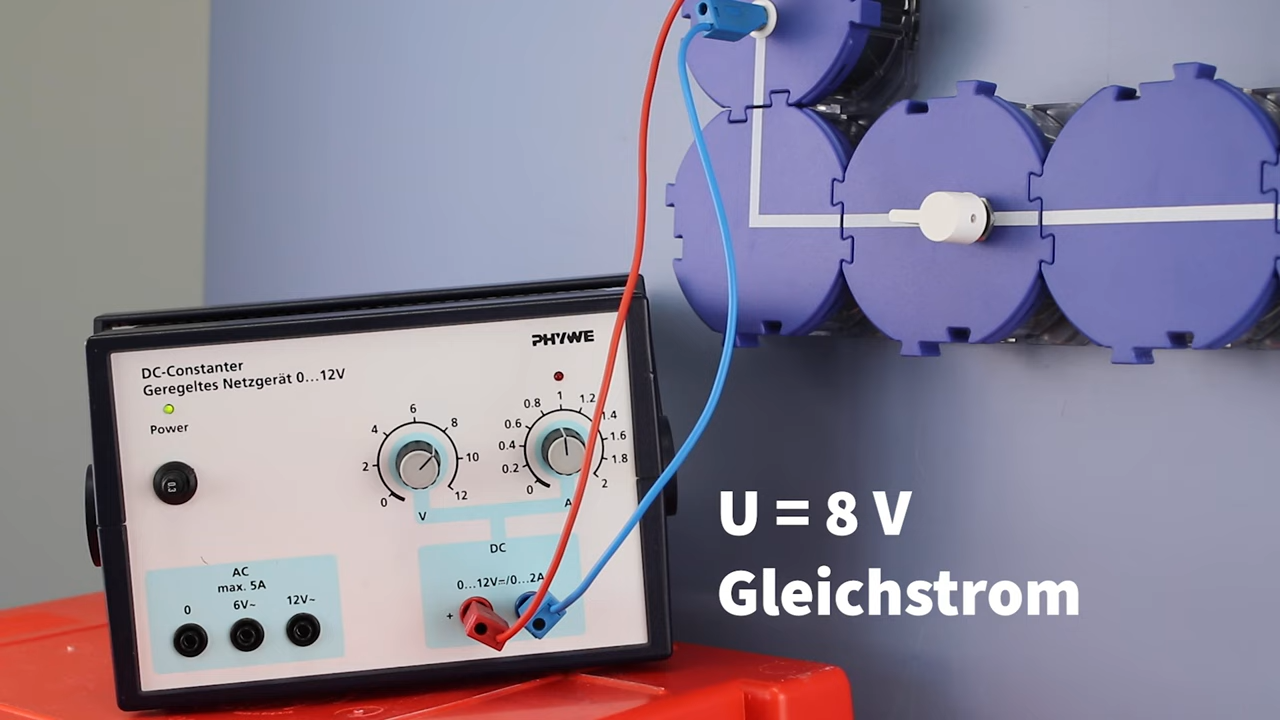 PHYWE
DC-Constanter
Geregeltes Netzgerät 0...12V
Power
0 2 4 6 8 10 12
V
0 0.2 0.4 0.6 0.8 1 1.2 1.4 1.6 1.8 2
A
DC
0...12V=/0...2A
+
AC
max. 5A
0 6V~ 12V~
U = 8 V
Gleichstrom